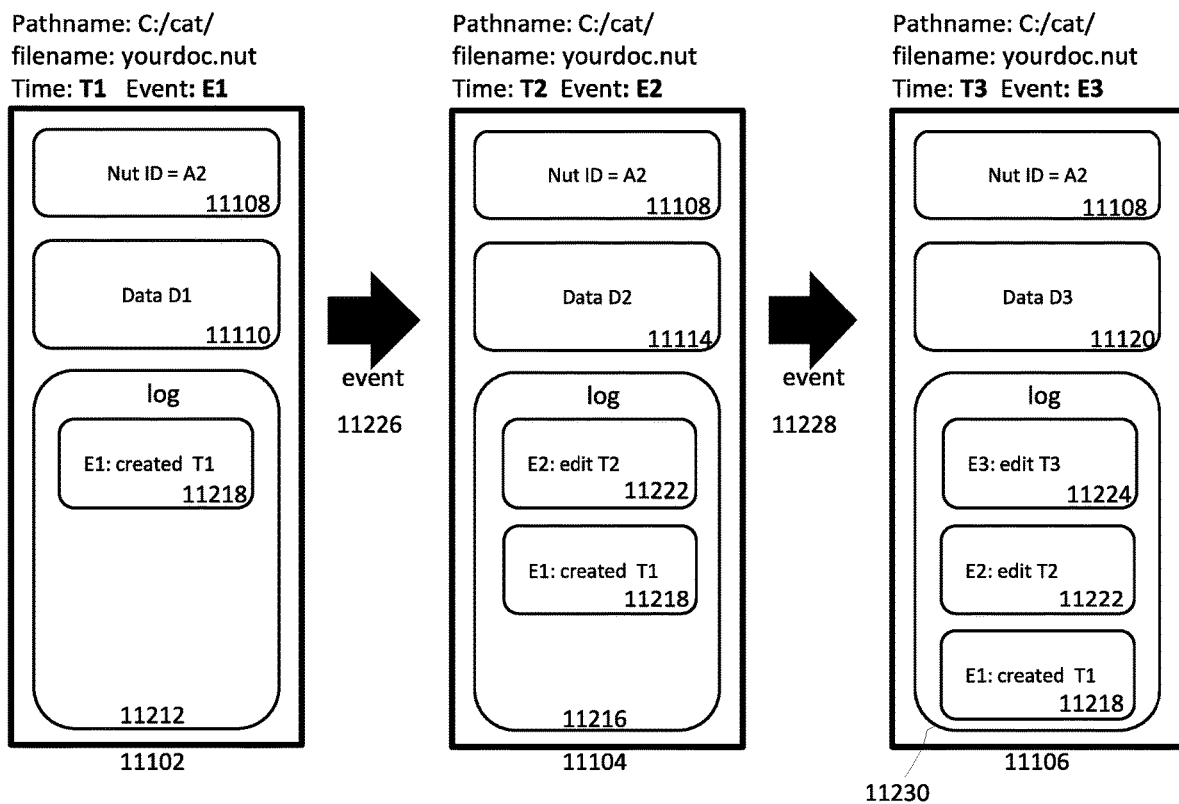 Pathname: C:/cat/
filename: yourdoc.nut
Time: T1 Event: E1
Nut ID = A2
11108
Data D1
11110
log
E1: created T1
11218
11212
11102
event
11226
Pathname: C:/cat/
filename: yourdoc.nut
Time: T2 Event: E2
Nut ID = A2
11108
Data D2
11114
log
E2: edit T2
11222
E1: created T1
11218
11216
11104
event
11228
Pathname: C:/cat/
filename: yourdoc.nut
Time: T3 Event: E3
Nut ID = A2
11108
Data D3
11120
log
E3: edit T3
11224
E2: edit T2
11222
E1: created T1
11218
11106
11230